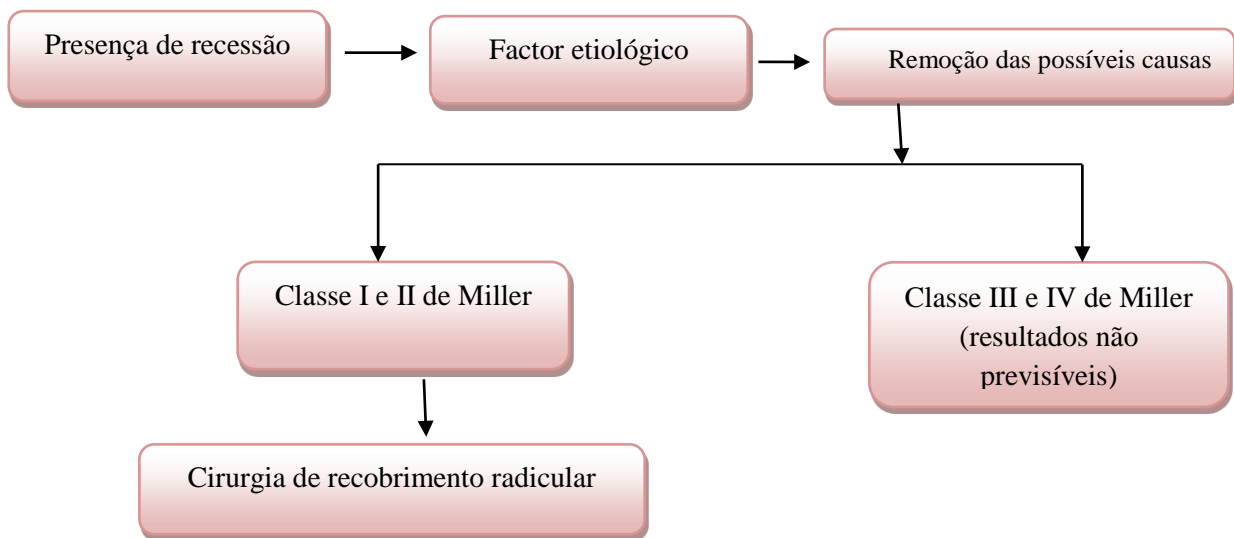 Presença de recessão
Factor etiológico
Remoção das possíveis causas
Classe I e II de Miller
Classe III e IV de Miller
(resultados não
previsíveis)
Cirurgia de recobrimento radicular